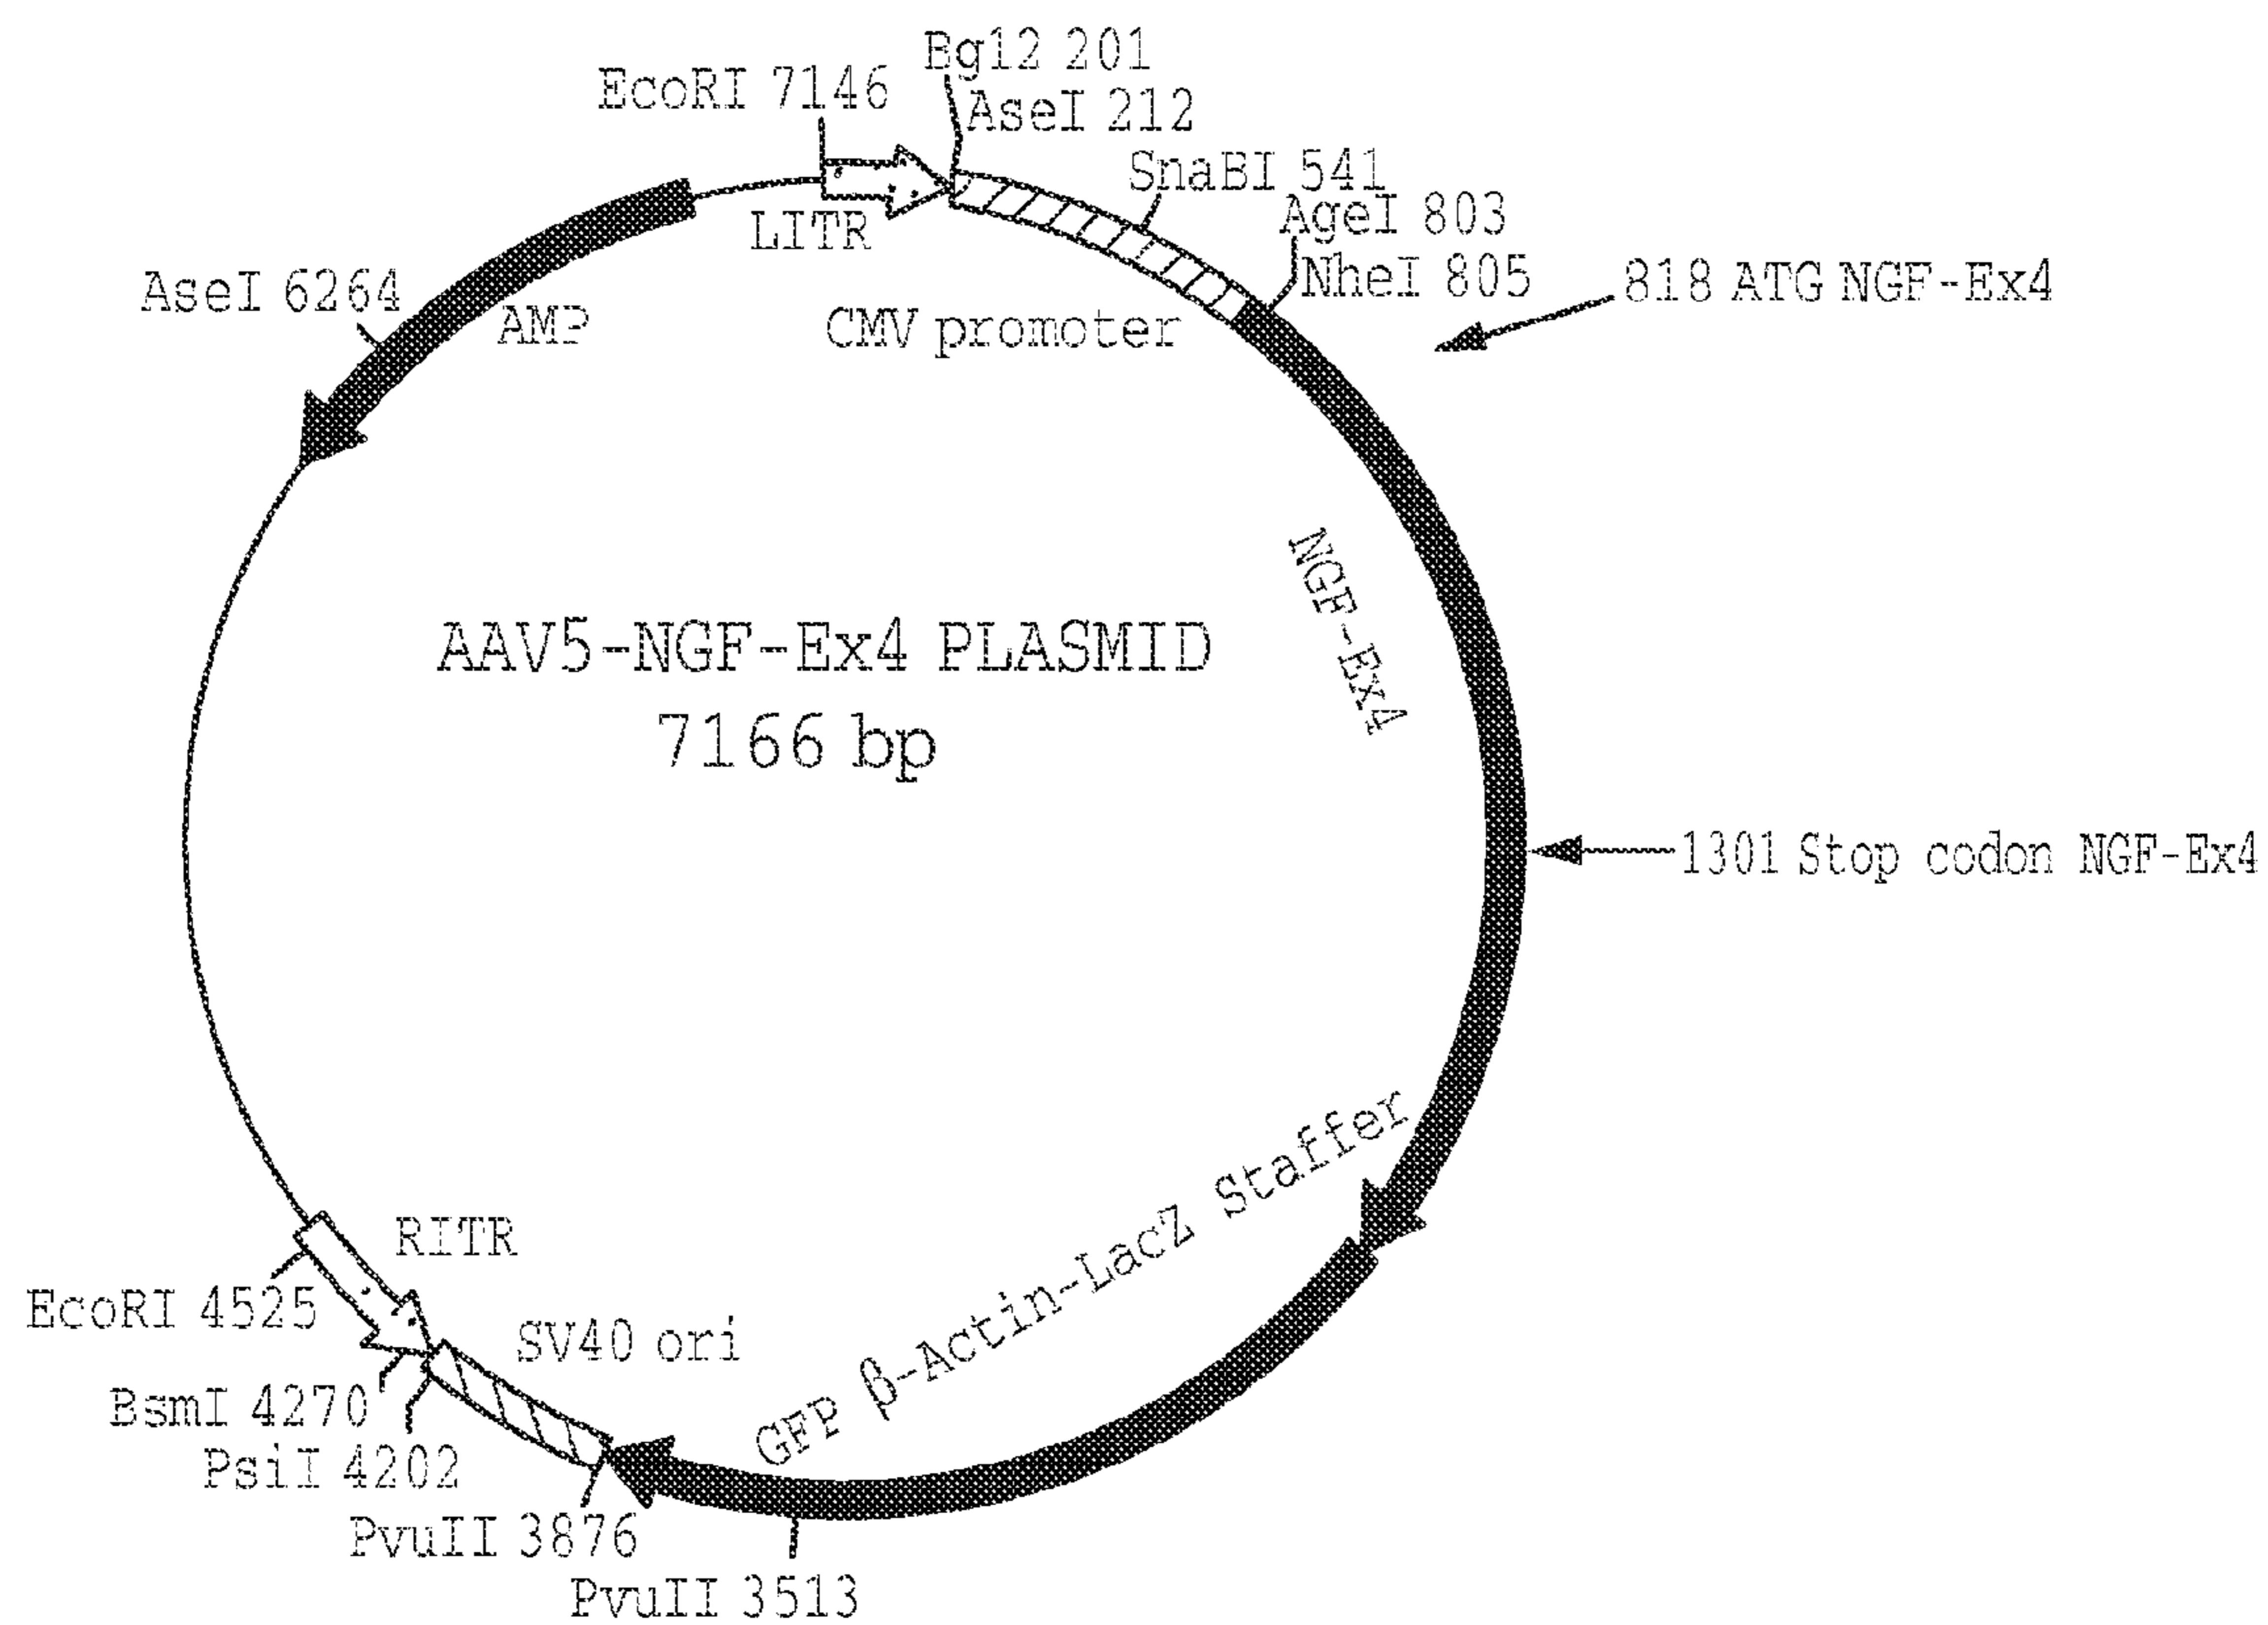 Bg12 201
EcoRI 7146
AseI 212
SnaBI 541
AgeI 803
LITR
NheI 805
818 ATG NGF-Ex4
AseI 6264
AMP
CMV promoter
NGF-Ex4
AAV5-NGF-Ex4 PLASMID
7166 bp
1301 Stop codon NGF-Ex4
GFP β-Actin-LacZ Staffer
RITR
EcoRI 4525
SV40 ori
BsmI 4270
PsiI 4202
PvuII 3876
PvuII 3513